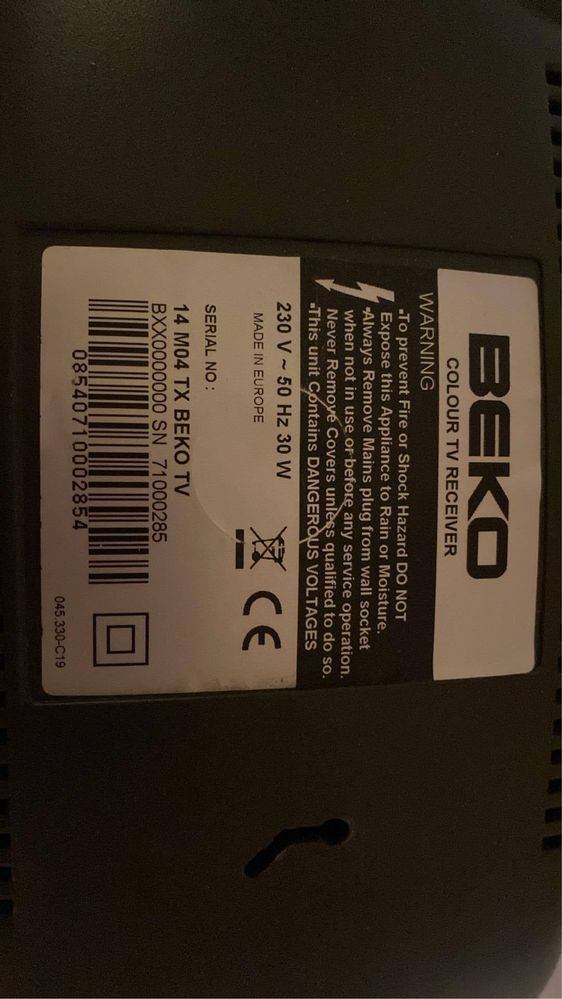 BEKO
COLOUR TV RECEIVER
WARNING
•To prevent Fire or Shock Hazard DO NOT
Expose this Appliance to Rain or Moisture.
•Always Remove Mains plug from wall socket
when not in use or before any service operation.
Never Remove Covers unless qualified to do so.
•This unit Contains DANGEROUS VOLTAGES
230 V ~ 50 Hz 30 W
MADE IN EUROPE
CE
SERIAL NO :
14 M04 TX BEKO TV
BXX0000000 SN 71000285
08540710002854
045.330-C19